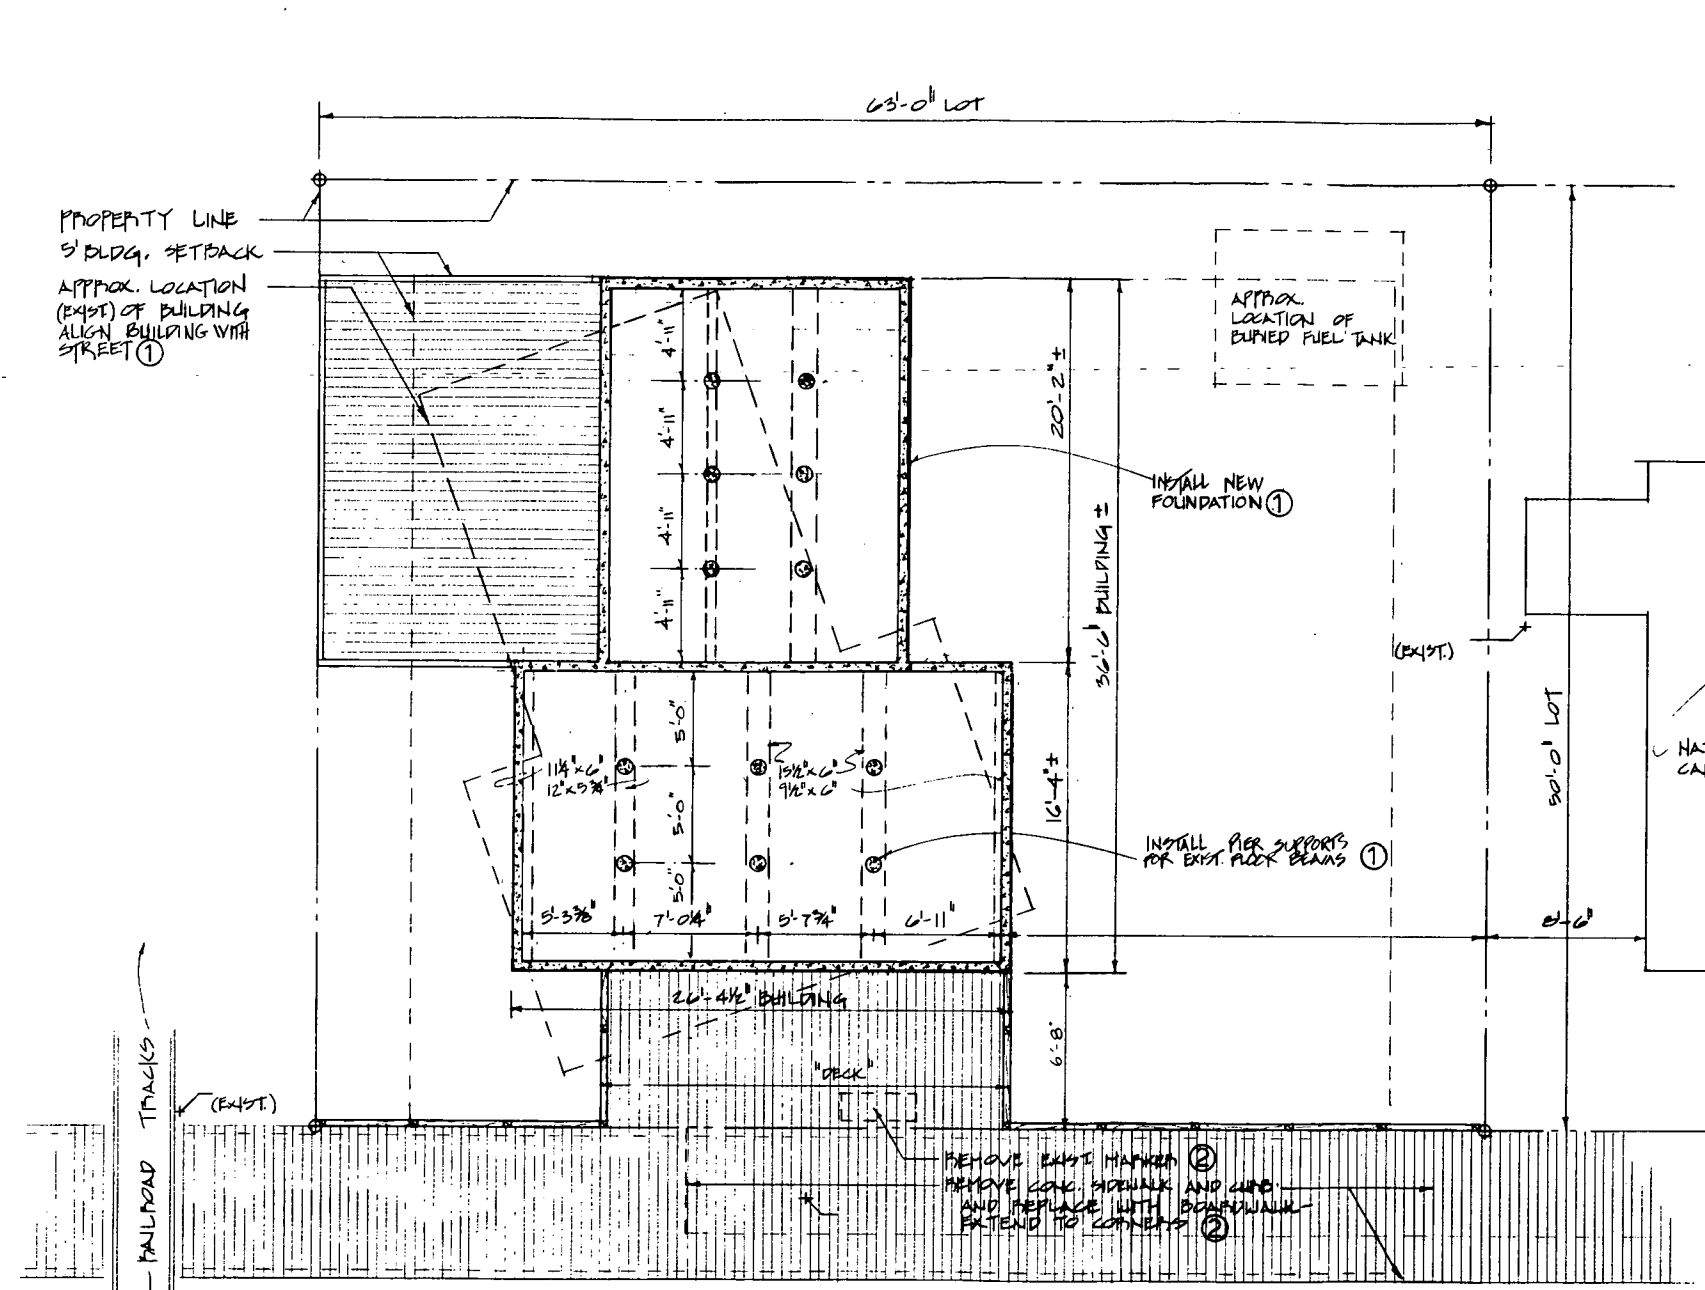 63'-0" LOT
PROPERTY LINE
5' BLDG. SETBACK
APPROX. LOCATION
(EXIST) OF BUILDING
ALIGN BUILDING WITH
STREET ①
APPROX.
LOCATION OF
BURIED FUEL TANK
4'-11"
4'-11"
4'-11"
4'-11"
20'-2"±
36'-6" BUILDING ±
INSTALL NEW
FOUNDATION ①
(EXIST.)
50'-0" LOT
5'-0"
5'-0"
5'-0"
11¼"x6"
12"x5¾"
15½"x6"
9½"x6"
16'-4"±
INSTALL PIER SUPPORTS
FOR EXIST. FLOOR BEAMS ①
5'-3⅜"
7'-0¼"
5'-7¾"
6'-11"
8'-6"
26'-4½" BUILDING
6'-8"
"DECK"
(EXIST.)
RAILROAD TRACKS
REMOVE EXIST MARKER ②
REMOVE CONC. SIDEWALK AND CURB
AND REPLACE WITH BOARDWALK-
EXTEND TO CORNERS ②